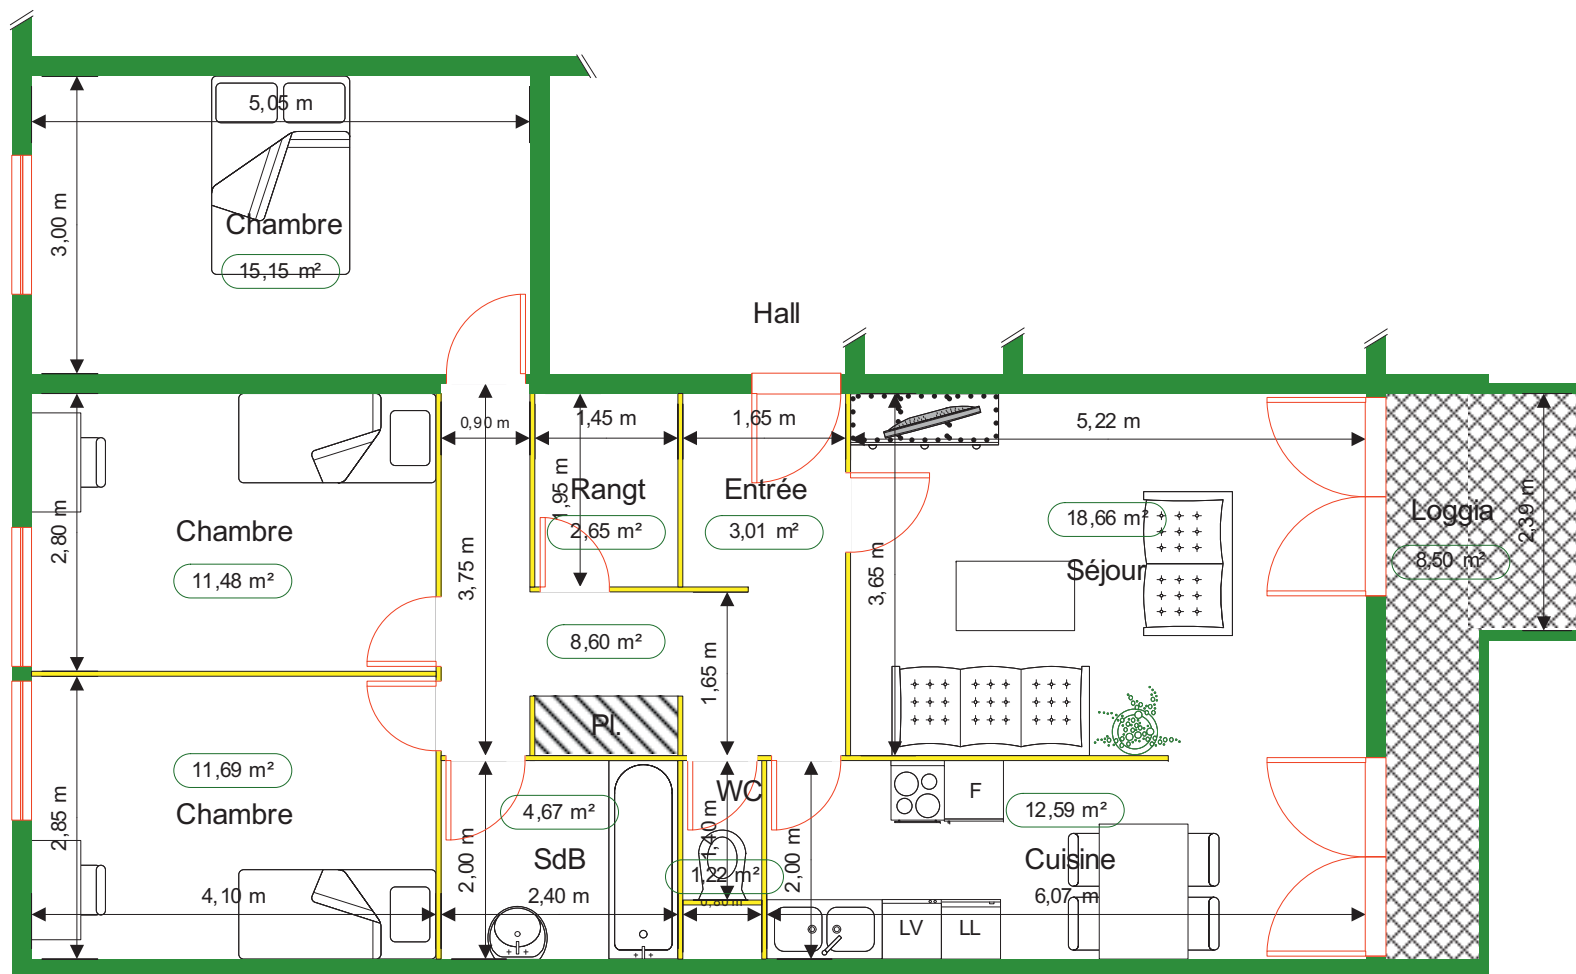 5,05 m
3,00 m
Chambre
15,15 m²
Hall
0,90 m
1,45 m
1,65 m
5,22 m
1,95 m
Rangt
2,65 m²
Entrée
3,01 m²
18,66 m²
Séjour
3,65 m
Loggia
8,50 m²
2,39 m
Chambre
11,48 m²
2,80 m
3,75 m
8,60 m²
1,65 m
Pl.
11,69 m²
Chambre
2,85 m
4,10 m
4,67 m²
SdB
2,00 m
2,40 m
WC
1,40 m
1,22 m²
0,80 m
2,00 m
F
12,59 m²
Cuisine
6,07 m
LV
LL